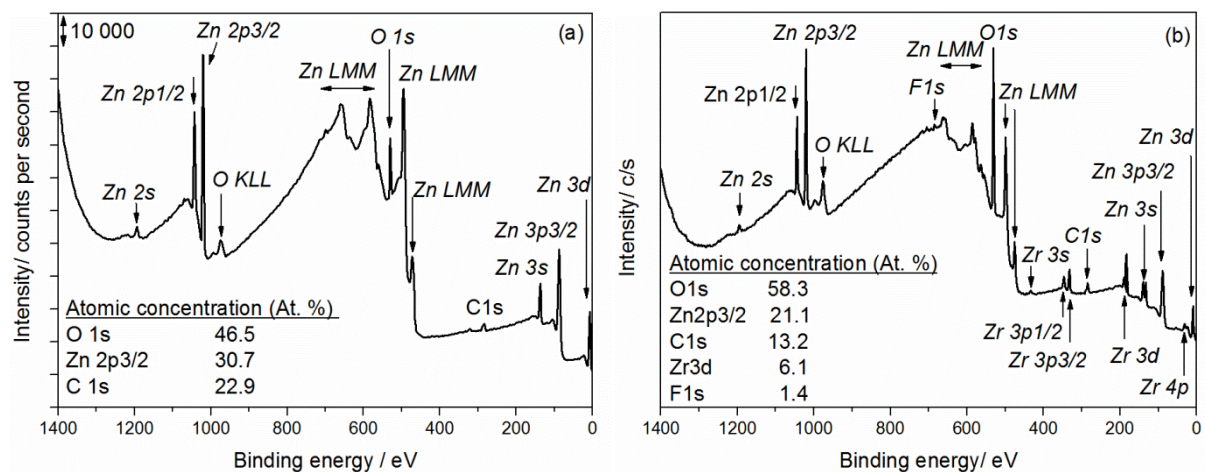 10 000
(a)
Zn 2p3/2
O 1s
Zn LMM
Zn LMM
Zn 2p1/2
O KLL
Zn 2s
Zn LMM
Zn 3d
Zn 3p3/2
Zn 3s
C1s
Atomic concentration (At. %)
O 1s 46.5
Zn 2p3/2 30.7
C 1s 22.9
Intensity/ counts per second
1400 1200 1000 800 600 400 200 0
Binding energy / eV
(b)
O1s
Zn 2p3/2
Zn LMM
F1s
Zn LMM
Zn 2p1/2
O KLL
Zn 2s
Zn 3d
Zn 3p3/2
Zn 3s
C1s
Zr 3s
Zr 3p1/2
Zr 3p3/2
Zr 3d
Zr 4p
Atomic concentration (At. %)
O1s 58.3
Zn2p3/2 21.1
C1s 13.2
Zr3d 6.1
F1s 1.4
Intensity/ c/s
1400 1200 1000 800 600 400 200 0
Binding energy / eV